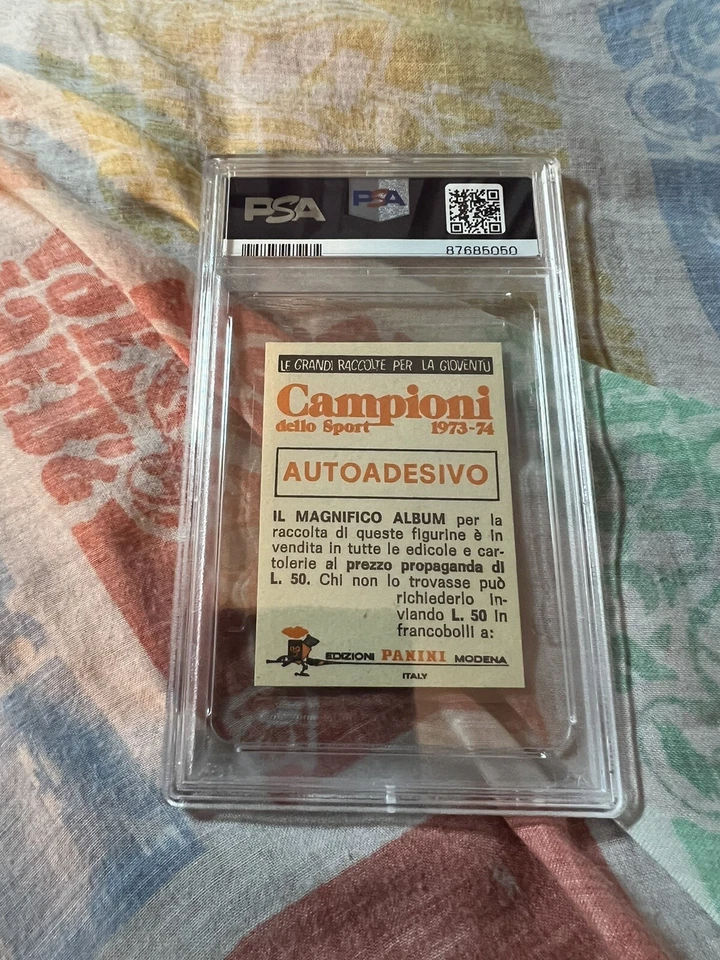 PSA
PSA
87685050
LE GRANDI RACCOLTE PER LA GIOVENTÙ
Campioni
dello Sport 1973-74
AUTOADESIVO
IL MAGNIFICO ALBUM per la
raccolta di queste figurine è in
vendita in tutte le edicole e car-
tolerie al prezzo propaganda di
L. 50. Chi non lo trovasse può
richiederlo in-
viando L. 50 in
francobolli a:
EDIZIONI PANINI MODENA
ITALY